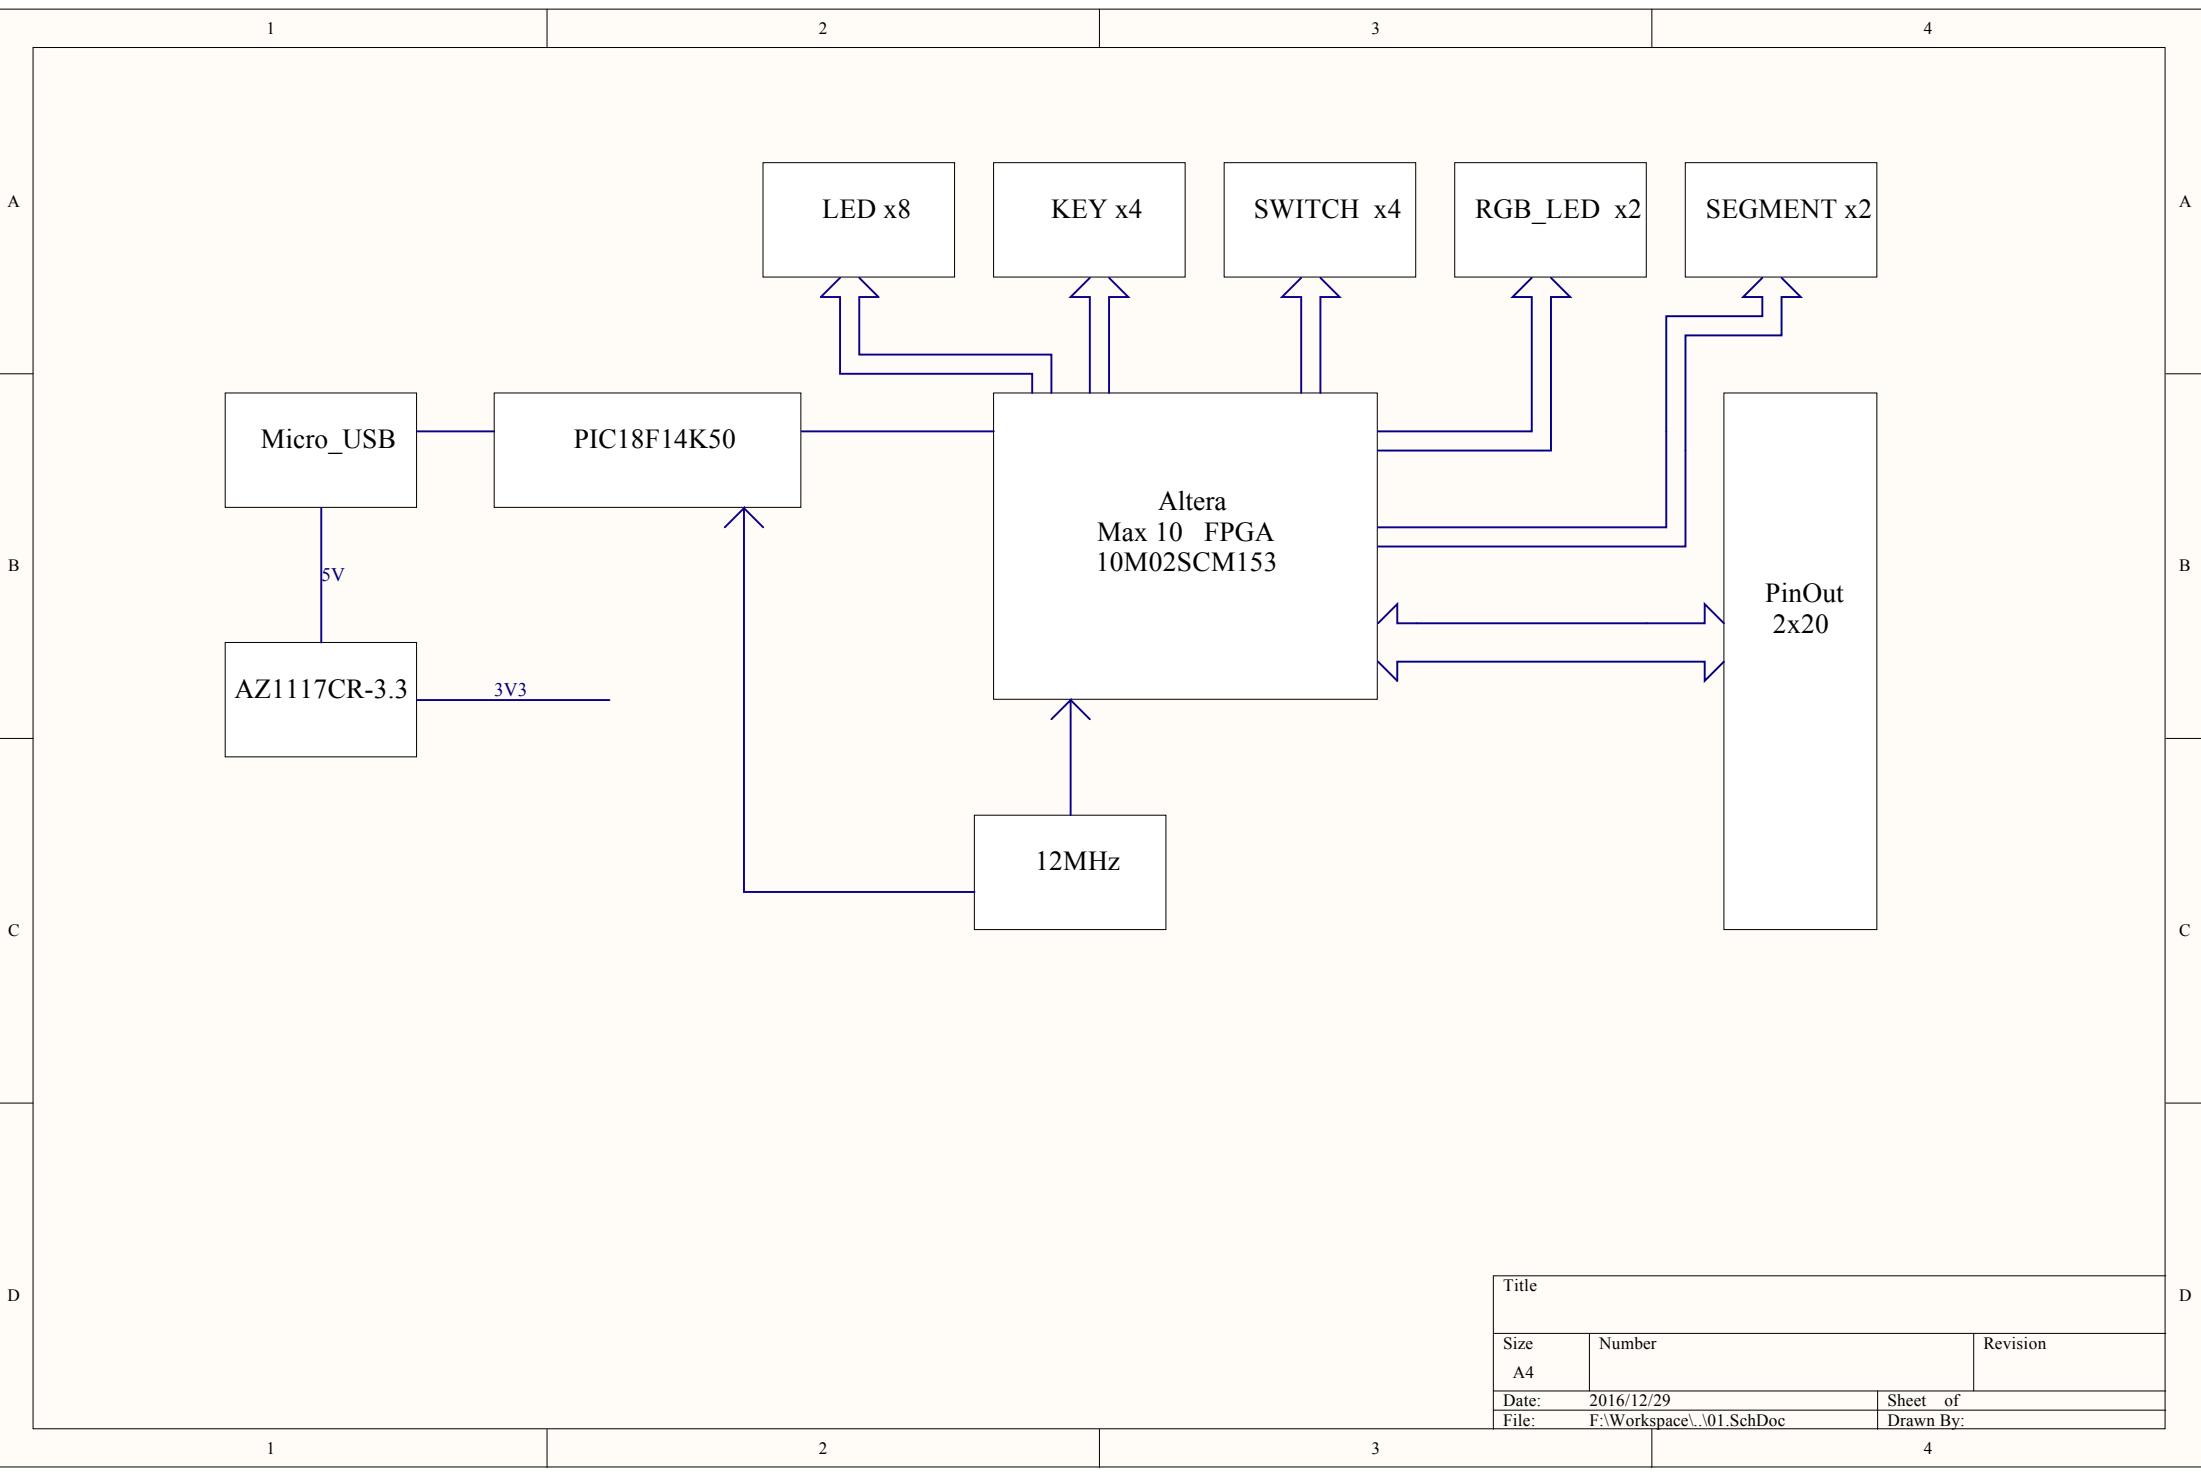 1 2 3 4
A A
LED x8 KEY x4 SWITCH x4 RGB_LED x2 SEGMENT x2
Micro_USB PIC18F14K50
Altera
Max 10 FPGA
10M02SCM153
B B
5V
PinOut
2x20
AZ1117CR-3.3 3V3
12MHz
C C
D D
Title
Size Number Revision
A4
Date: 2016/12/29 Sheet of
File: F:\Workspace\..\01.SchDoc Drawn By:
1 2 3 4